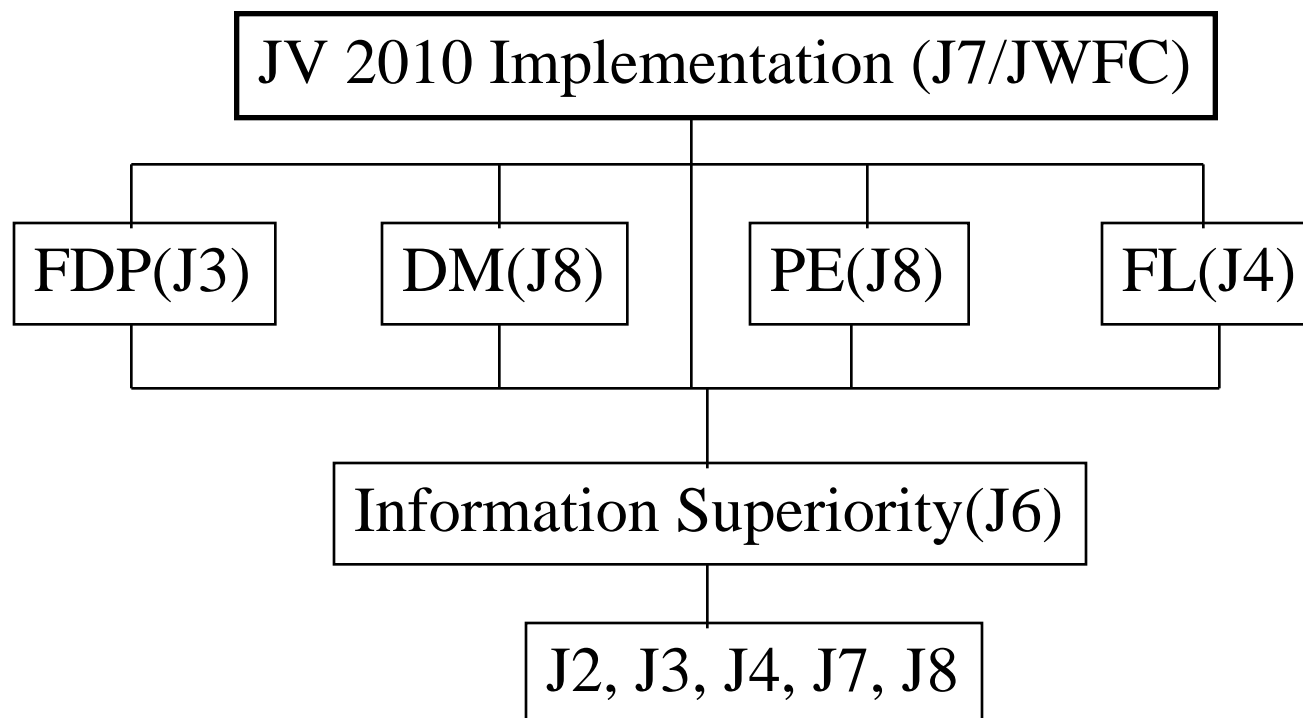 JV 2010 Implementation (J7/JWFC)
FDP(J3) DM(J8) PE(J8) FL(J4)
Information Superiority(J6)
J2, J3, J4, J7, J8